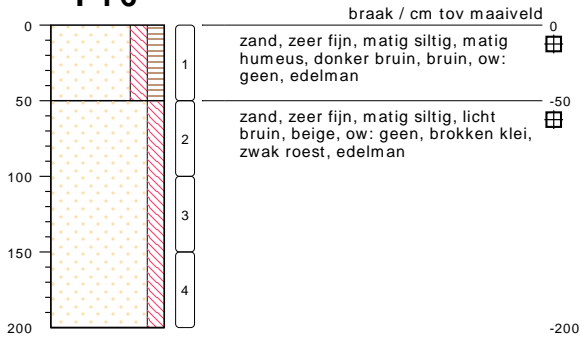 braak / cm tov maaiveld
0
0
zand, zeer fijn, matig siltig, matig
humeus, donker bruin, bruin, ow:
geen, edelman
1
50
-50
zand, zeer fijn, matig siltig, licht
bruin, beige, ow: geen, brokken klei,
zwak roest, edelman
2
100
3
150
4
200
-200